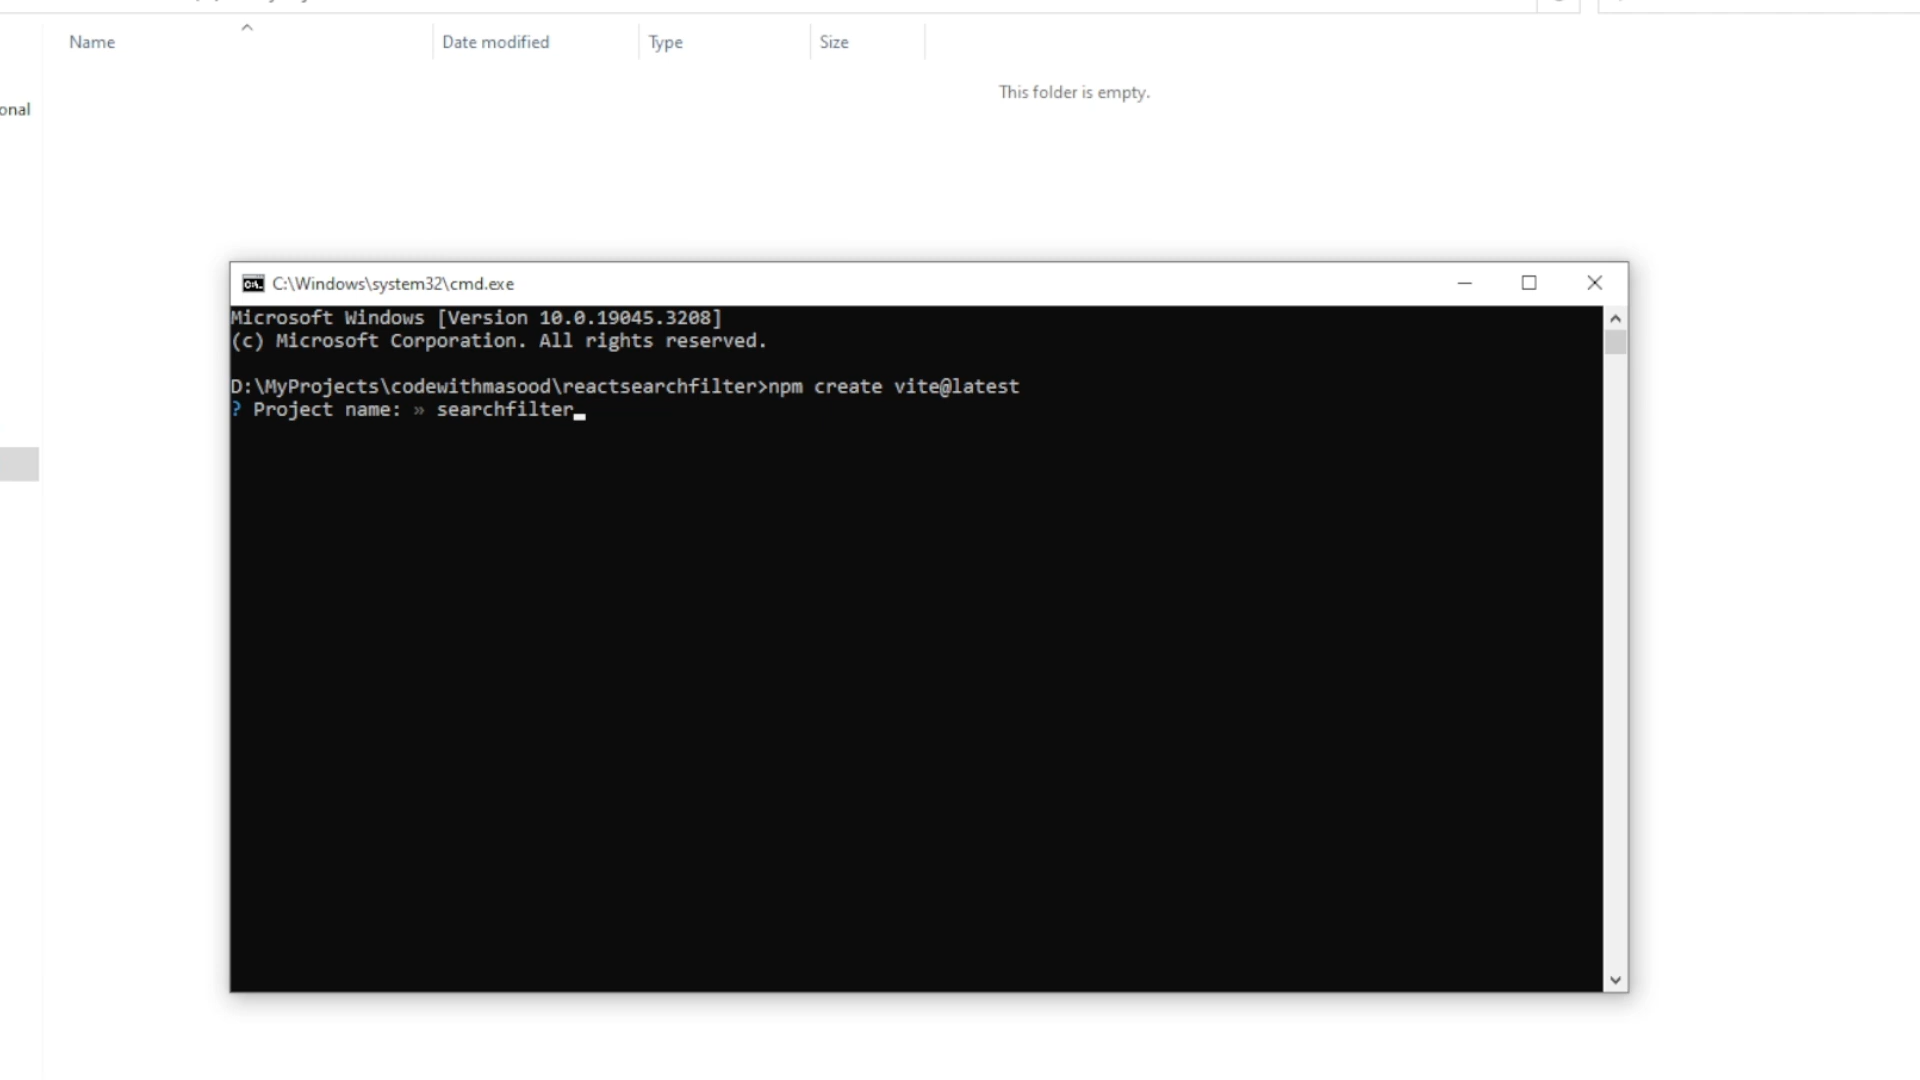 Name Date modified Type Size
This folder is empty.
onal
C:\Windows\system32\cmd.exe
Microsoft Windows [Version 10.0.19045.3208]
(c) Microsoft Corporation. All rights reserved.
D:\MyProjects\codewithmasood\reactsearchfilter>npm create vite@latest
? Project name: » searchfilter